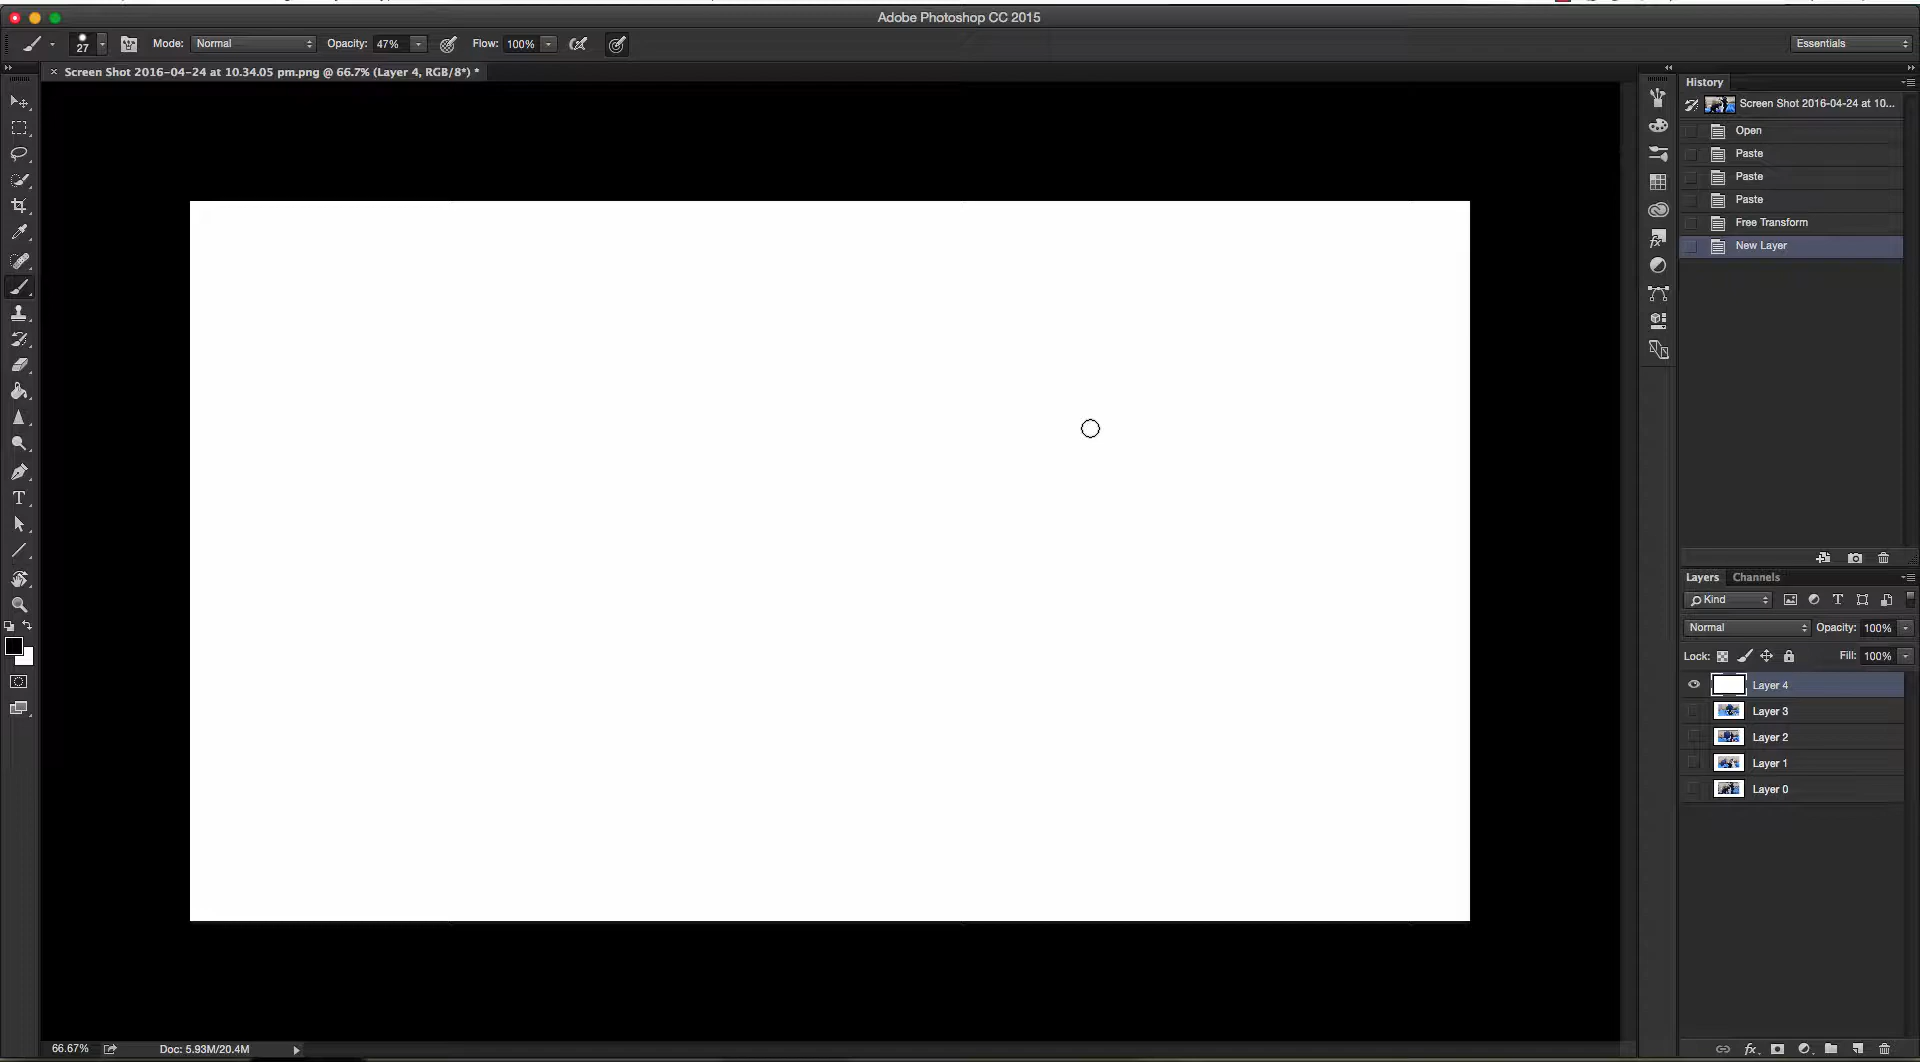 Adobe Photoshop CC 2015
27 Mode: Normal Opacity: 47% Flow: 100% Essentials
× Screen Shot 2016-04-24 at 10.34.05 pm.png @ 66.7% (Layer 4, RGB/8*) *
History
Screen Shot 2016-04-24 at 10...
Open
Paste
Paste
Paste
Free Transform
New Layer
Layers Channels
Kind
Normal Opacity: 100%
Lock: Fill: 100%
Layer 4
Layer 3
Layer 2
Layer 1
Layer 0
66.67% Doc: 5.93M/20.4M